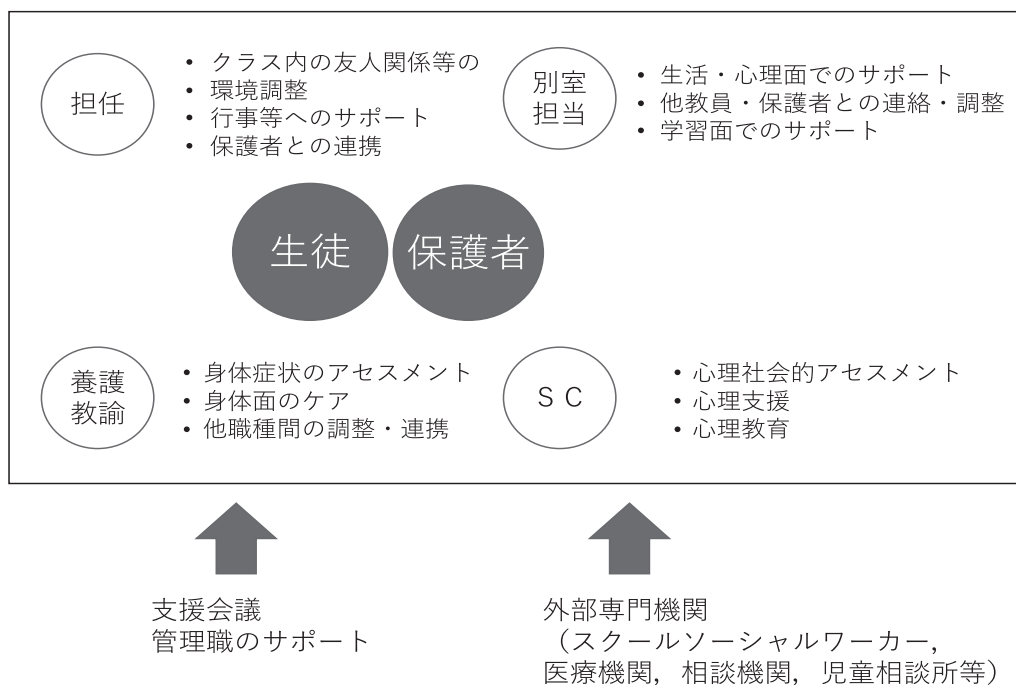 担任
• クラス内の友人関係等の
• 環境調整
• 行事等へのサポート
• 保護者との連携
別室
担当
• 生活・心理面でのサポート
• 他教員・保護者との連絡・調整
• 学習面でのサポート
生徒
保護者
養護
教諭
• 身体症状のアセスメント
• 身体面のケア
• 他職種間の調整・連携
ＳＣ
• 心理社会的アセスメント
• 心理支援
• 心理教育
支援会議
管理職のサポート
外部専門機関
（スクールソーシャルワーカー，
医療機関，相談機関，児童相談所等）